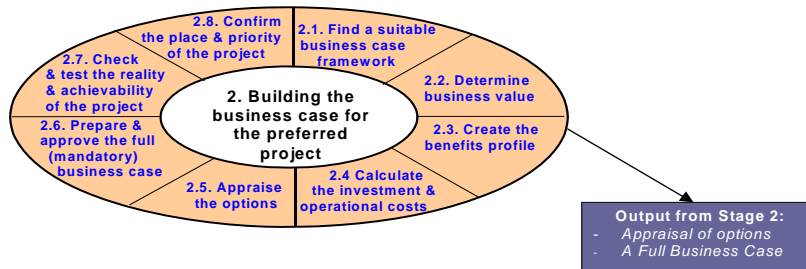 2.8. Confirm
the place & priority
of the project
2.1. Find a suitable
business case
framework
2.7. Check
& test the reality
& achievability
of the project
2.2. Determine
business value
2. Building the
business case for
the preferred
project
2.3. Create the
benefits profile
2.6. Prepare &
approve the full
(mandatory)
business case
2.4 Calculate
the investment &
operational costs
2.5. Appraise
the options
Output from Stage 2:
- Appraisal of options
- A Full Business Case